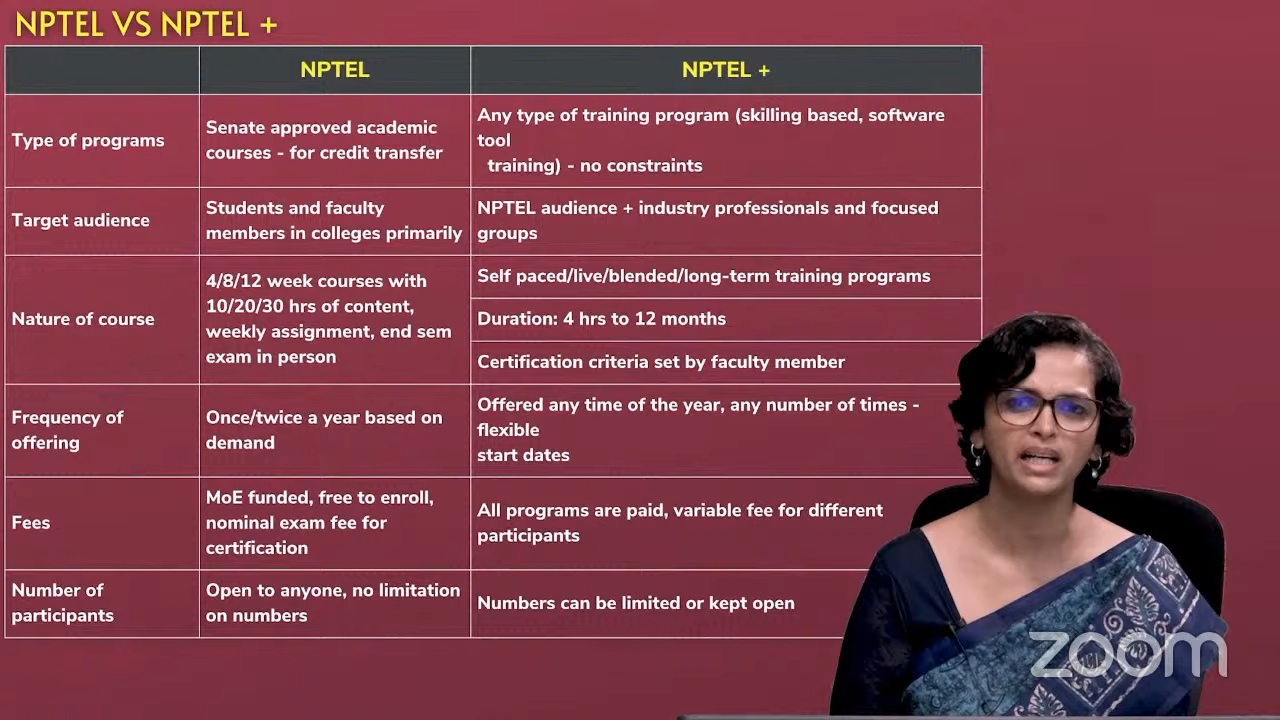 NPTEL VS NPTEL +
NPTEL
NPTEL +
Type of programs
Senate approved academic
courses - for credit transfer
Any type of training program (skilling based, software
tool
training) - no constraints
Target audience
Students and faculty
members in colleges primarily
NPTEL audience + industry professionals and focused
groups
Nature of course
4/8/12 week courses with
10/20/30 hrs of content,
weekly assignment, end sem
exam in person
Self paced/live/blended/long-term training programs
Duration: 4 hrs to 12 months
Certification criteria set by faculty member
Frequency of
offering
Once/twice a year based on
demand
Offered any time of the year, any number of times -
flexible
start dates
Fees
MoE funded, free to enroll,
nominal exam fee for
certification
All programs are paid, variable fee for different
participants
Number of
participants
Open to anyone, no limitation
on numbers
Numbers can be limited or kept open
zoom